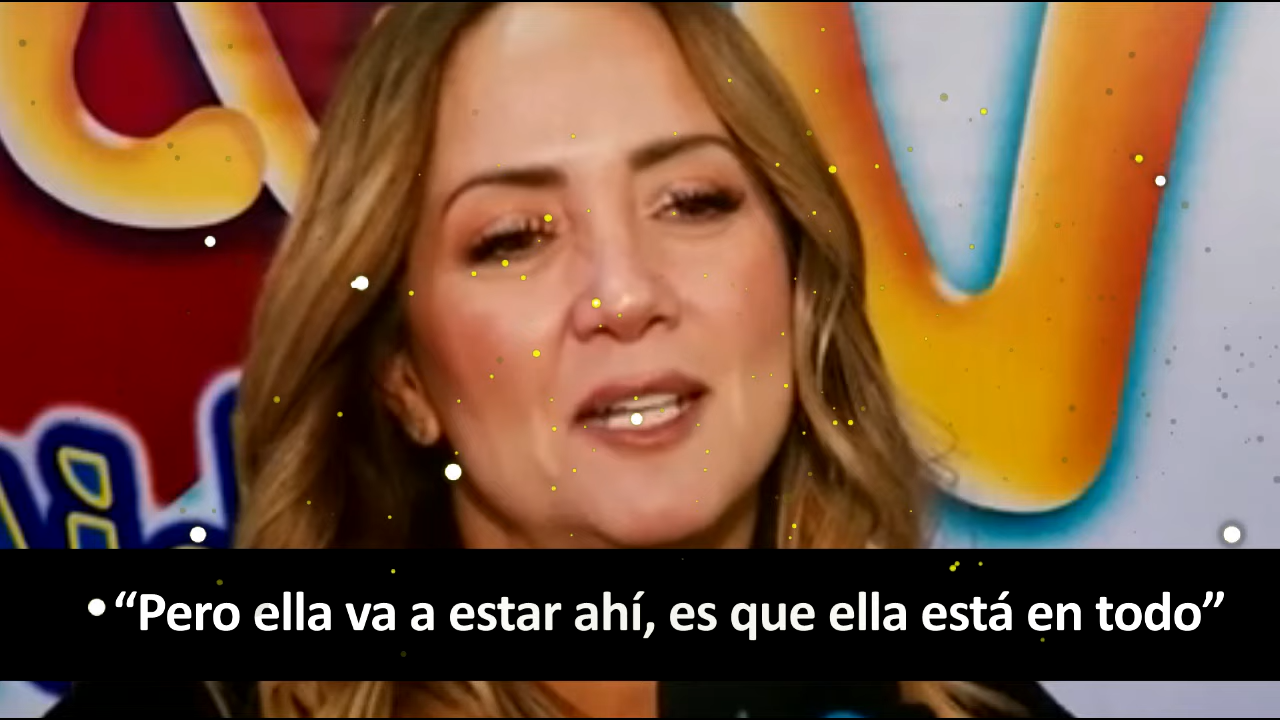 “Pero ella va a estar ahí, es que ella está en todo”